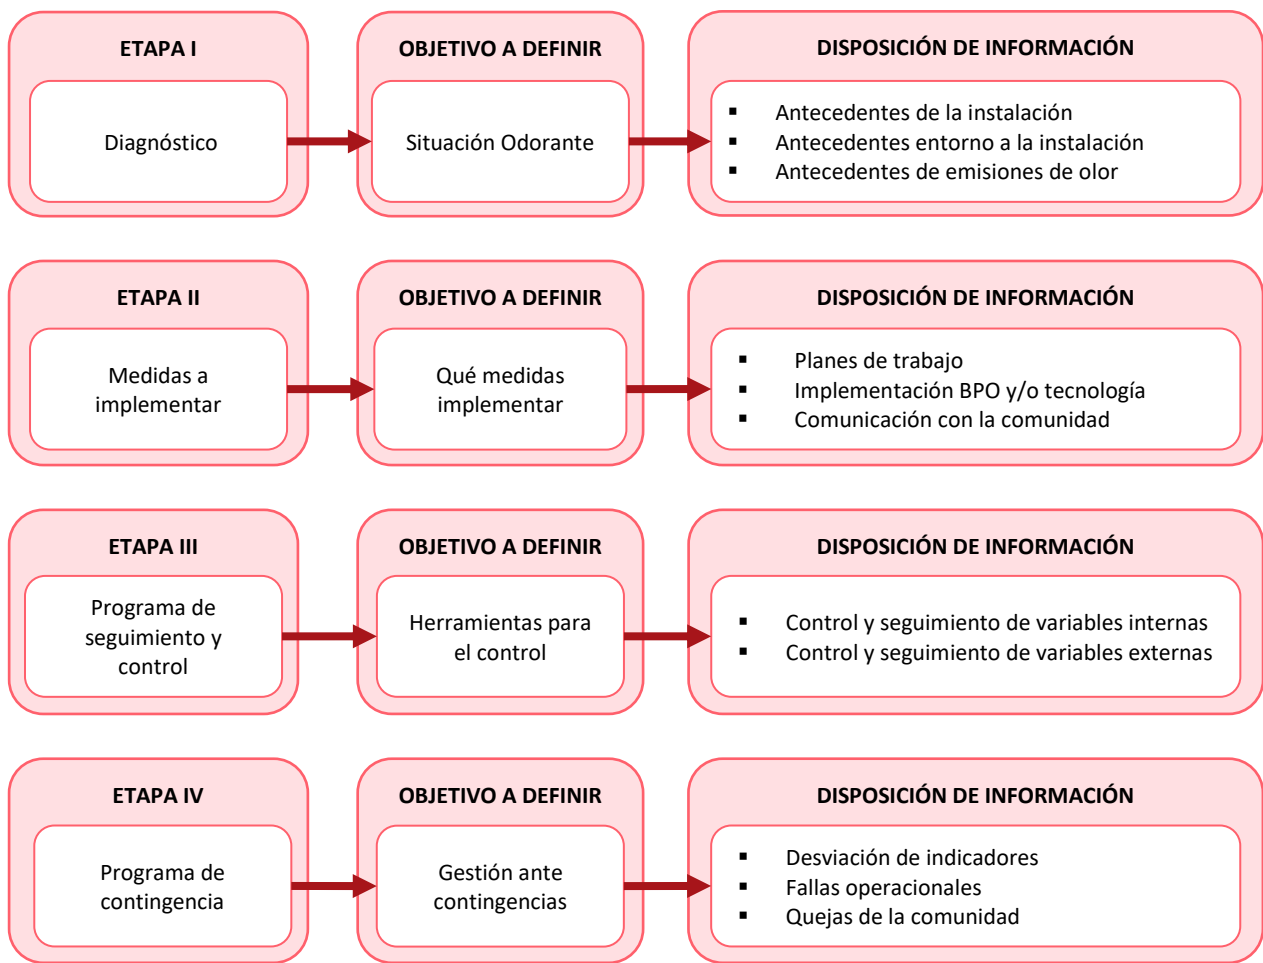 ETAPA I
OBJETIVO A DEFINIR
DISPOSICIÓN DE INFORMACIÓN
Diagnóstico
Situación Odorante
▪ Antecedentes de la instalación
▪ Antecedentes entorno a la instalación
▪ Antecedentes de emisiones de olor
ETAPA II
OBJETIVO A DEFINIR
DISPOSICIÓN DE INFORMACIÓN
Medidas a
implementar
Qué medidas
implementar
▪ Planes de trabajo
▪ Implementación BPO y/o tecnología
▪ Comunicación con la comunidad
ETAPA III
OBJETIVO A DEFINIR
DISPOSICIÓN DE INFORMACIÓN
Programa de
seguimiento y
control
Herramientas para
el control
▪ Control y seguimiento de variables internas
▪ Control y seguimiento de variables externas
ETAPA IV
OBJETIVO A DEFINIR
DISPOSICIÓN DE INFORMACIÓN
Programa de
contingencia
Gestión ante
contingencias
▪ Desviación de indicadores
▪ Fallas operacionales
▪ Quejas de la comunidad